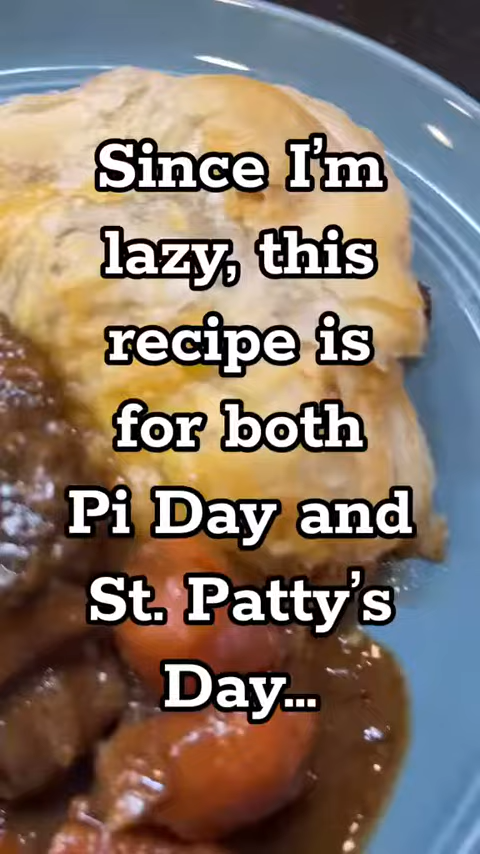 Since I'm
lazy, this
recipe is
for both
Pi Day and
St. Patty's
Day...